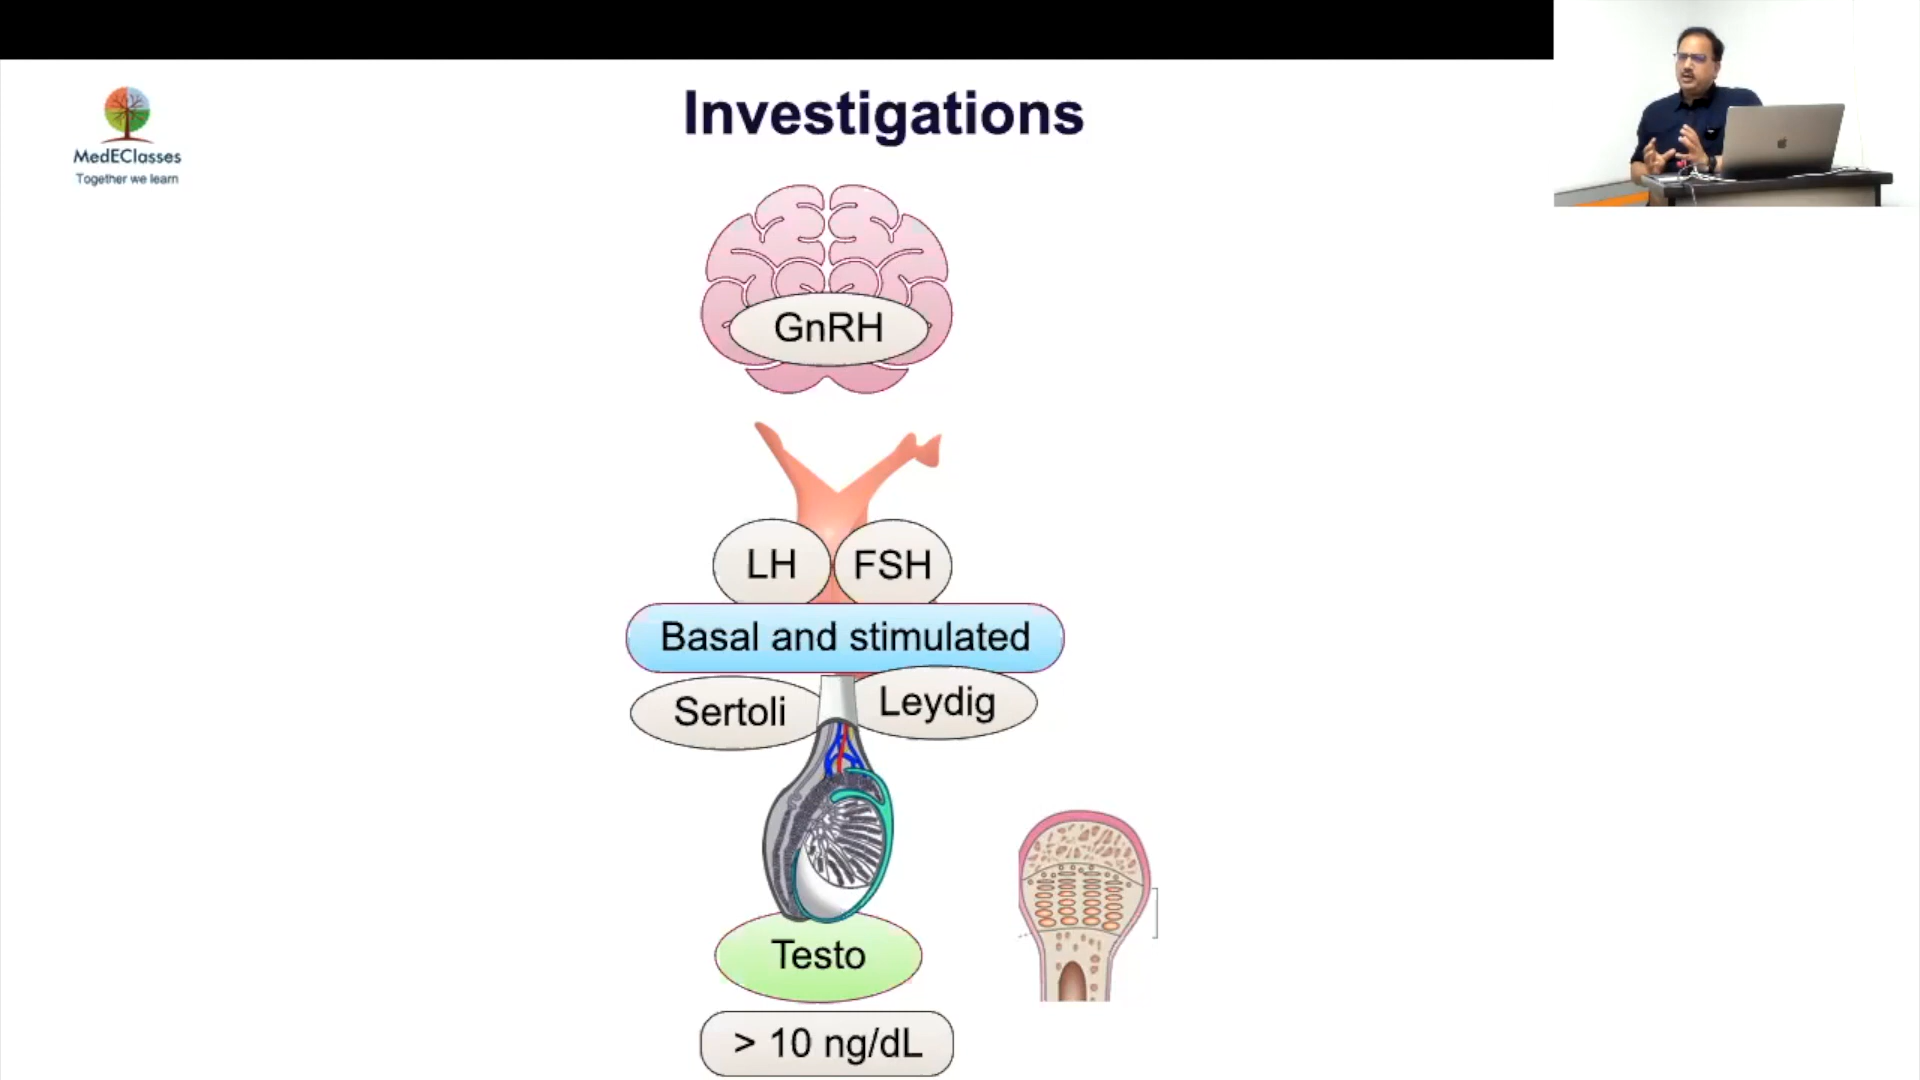 Investigations
MedEClasses
Together we learn
GnRH
LH
FSH
Basal and stimulated
Sertoli
Leydig
Testo
> 10 ng/dL